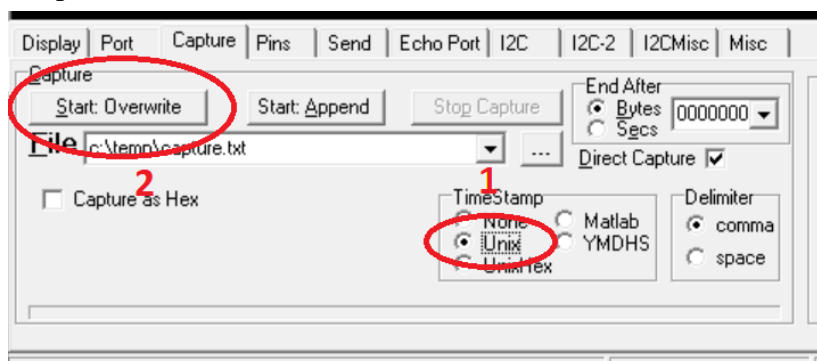 Display Port Capture Pins Send Echo Port I2C I2C-2 I2CMisc Misc
Capture
Start: Overwrite Start: Append Stop Capture
End After
Bytes
Secs
0000000
File c:\temp\capture.txt ...
Direct Capture
2
1
Capture as Hex
TimeStamp
None Matlab
Unix YMDHS
UnixHex
Delimiter
comma
space